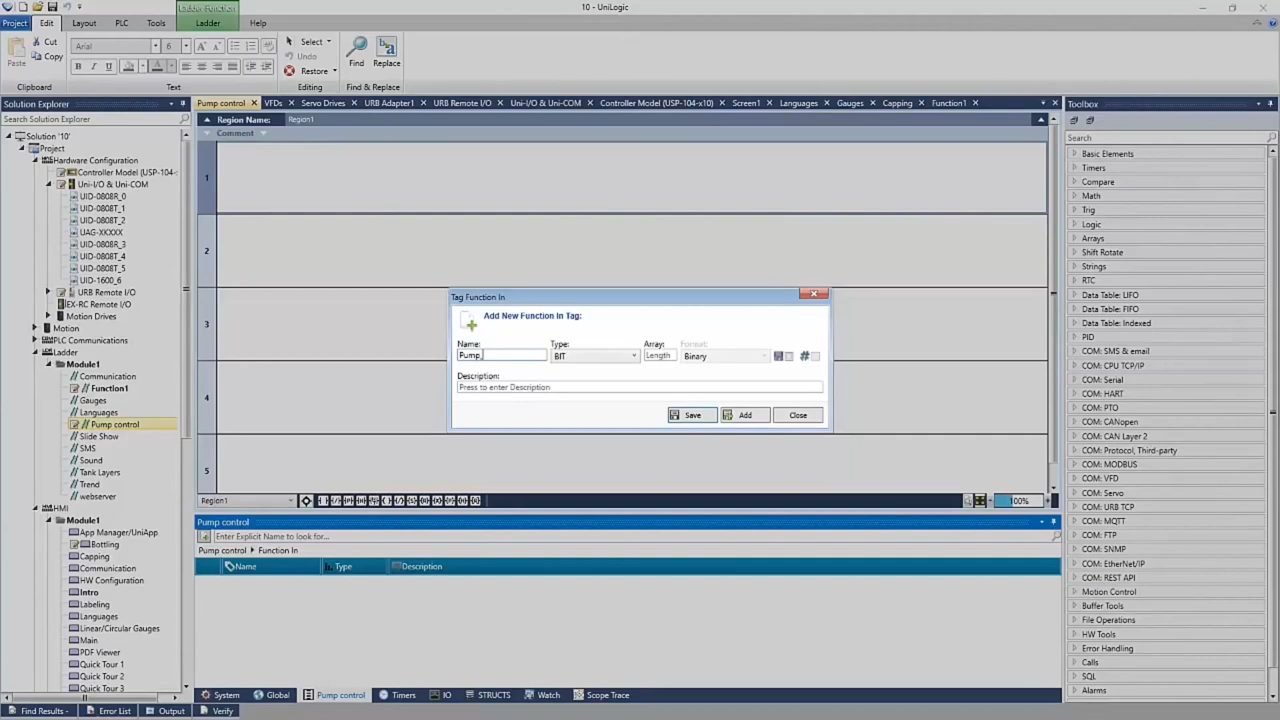 Ladder Function
10 - UniLogic
Project
Edit
Layout
PLC
Tools
Ladder
Help
Paste
Cut
Copy
Clipboard
Arial
6
B I U
Text
Select
Undo
Restore
Editing
Find
Replace
Find & Replace
Solution Explorer
Search Solution Explorer
Solution '10'
Project
Hardware Configuration
Controller Model (USP-104-
Uni-I/O & Uni-COM
UID-0808R_0
UID-0808T_1
UID-0808T_2
UAG-XKXXXX
UID-0808R_3
UID-0808T_4
UID-0808T_5
UID-1600_6
URB Remote I/O
EX-RC Remote I/O
Motion Drives
Motion
PLC Communications
Ladder
Module1
Communication
Function1
Gauges
Languages
Pump control
Slide Show
SMS
Sound
Tank Layers
Trend
webserver
HMI
Module1
App Manager/UniApp
Bottling
Capping
Communication
HW Configuration
Intro
Labeling
Languages
Linear/Circular Gauges
Main
PDF Viewer
Quick Tour 1
Quick Tour 2
Quick Tour 3
Pump control
VFDs
Servo Drives
URB Adapter1
URB Remote I/O
Uni-I/O & Uni-COM
Controller Model (USP-104-x10)
Screen1
Languages
Gauges
Capping
Function1
Region Name:
Region1
Comment
1
2
3
4
5
Tag Function In
Add New Function In Tag:
Name:
Type:
Array:
Format:
Pump_
BIT
Length
Binary
#
Description:
Press to enter Description
Save
Add
Close
Region1
100%
Pump control
Enter Explicit Name to look for...
Pump control
Function In
Name
Type
Description
System
Global
Pump control
Timers
IO
STRUCTS
Watch
Scope Trace
Toolbox
Search
Basic Elements
Timers
Compare
Math
Trig
Logic
Arrays
Shift Rotate
Strings
RTC
Data Table: LIFO
Data Table: FIFO
Data Table: Indexed
PID
COM: SMS & email
COM: CPU TCP/IP
COM: Serial
COM: HART
COM: PTO
COM: CANopen
COM: CAN Layer 2
COM: Protocol, Third-party
COM: MODBUS
COM: VFD
COM: Servo
COM: URB TCP
COM: MQTT
COM: FTP
COM: SNMP
COM: EtherNet/IP
COM: REST API
Motion Control
Buffer Tools
File Operations
HW Tools
Error Handling
Calls
SQL
Alarms
Find Results -
Error List
Output
Verify